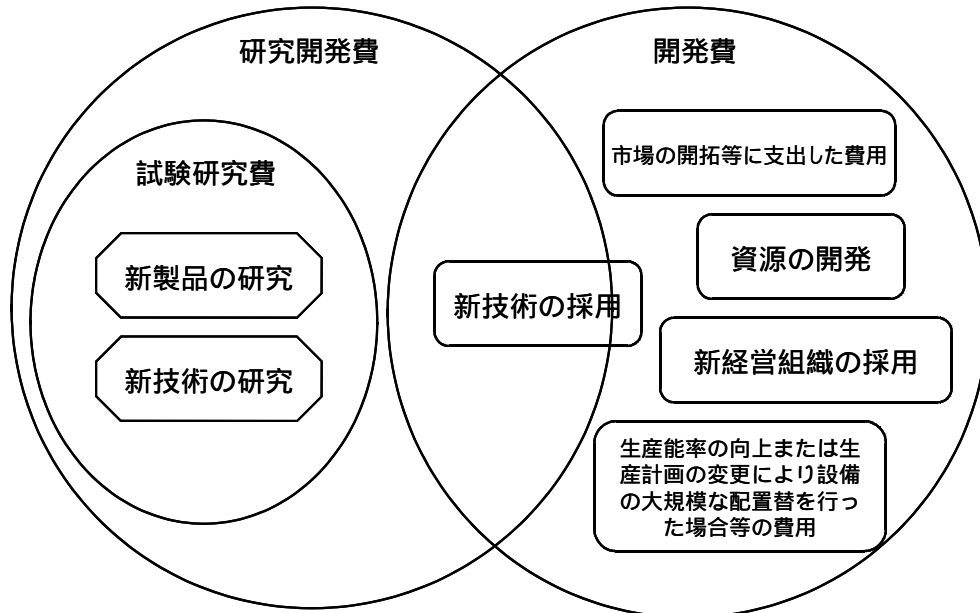 研究開発費
開発費
市場の開拓等に支出した費用
試験研究費
資源の開発
新製品の研究
新技術の採用
新経営組織の採用
新技術の研究
生産能率の向上または生
産計画の変更により設備
の大規模な配置替を行っ
た場合等の費用